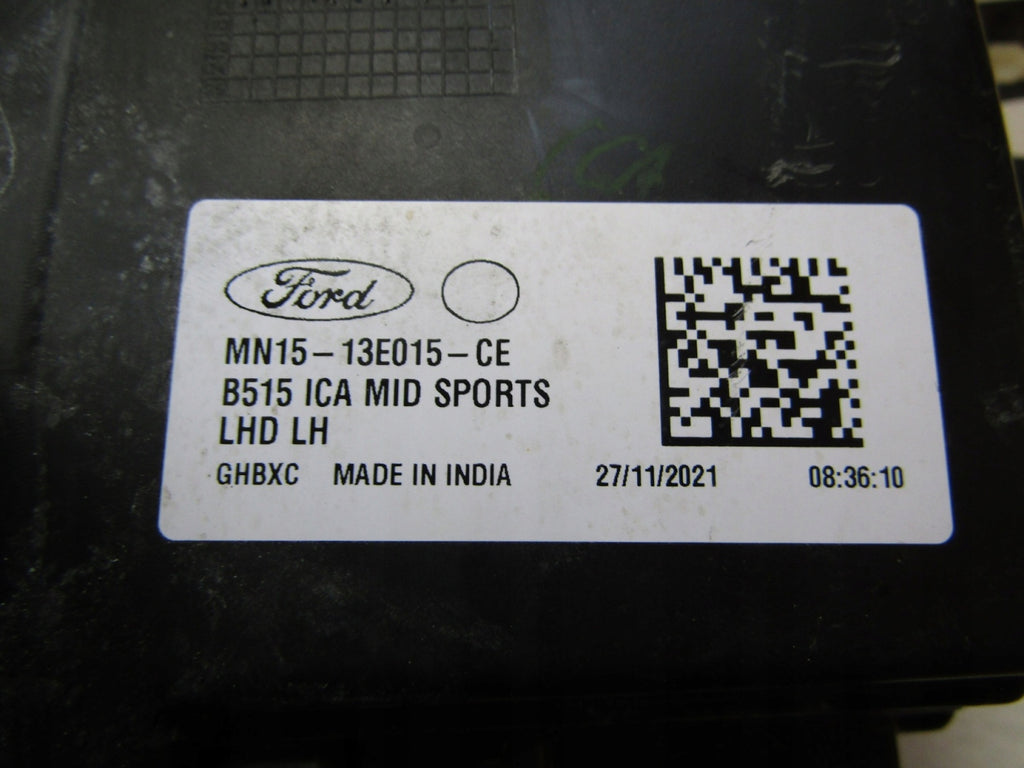 ICA
Ford
MN15-13E015-CE
B515 ICA MID SPORTS
LHD LH
GHBXC MADE IN INDIA 27/11/2021 08:36:10